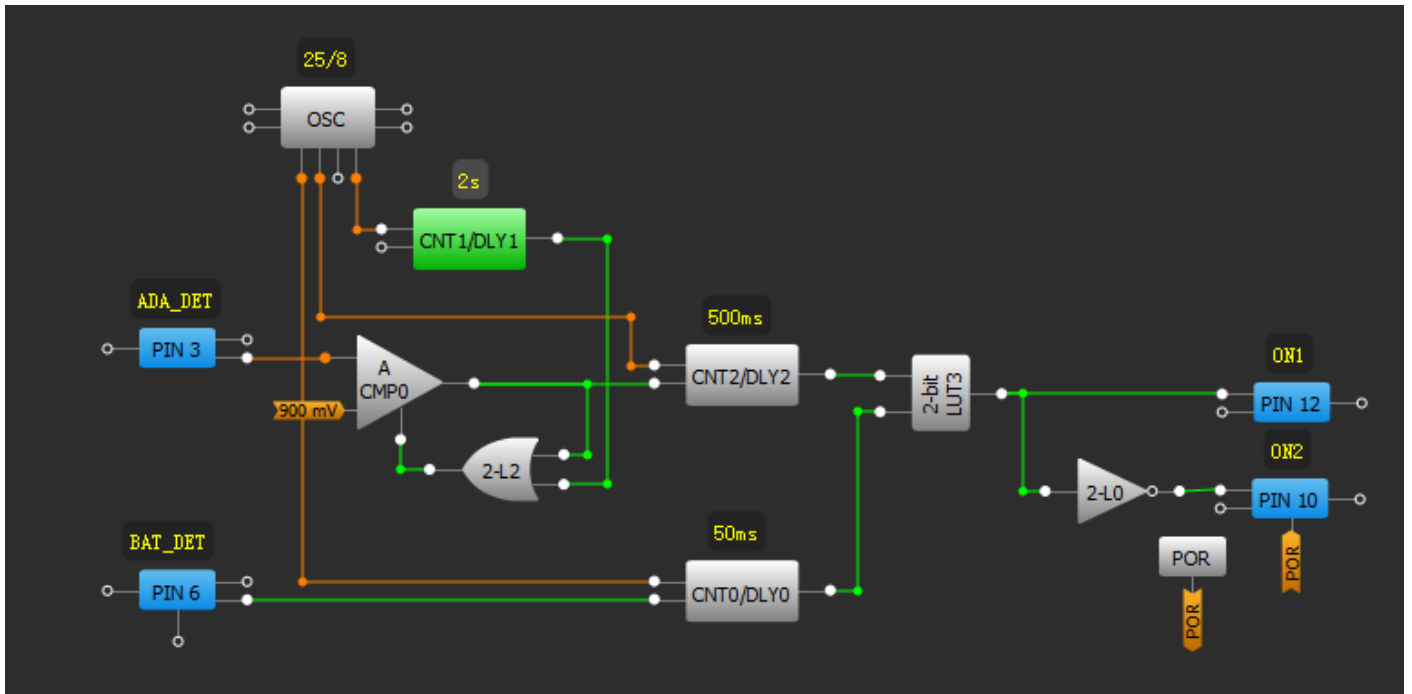 25/8
OSC
2s
CNT1/DLY1
ADA_DET
PIN 3
A
CMP0
900 mV
500ms
CNT2/DLY2
2-bit
LUT3
ON1
PIN 12
2-L2
ON2
PIN 10
2-L0
BAT_DET
PIN 6
50ms
CNT0/DLY0
POR
POR
POR